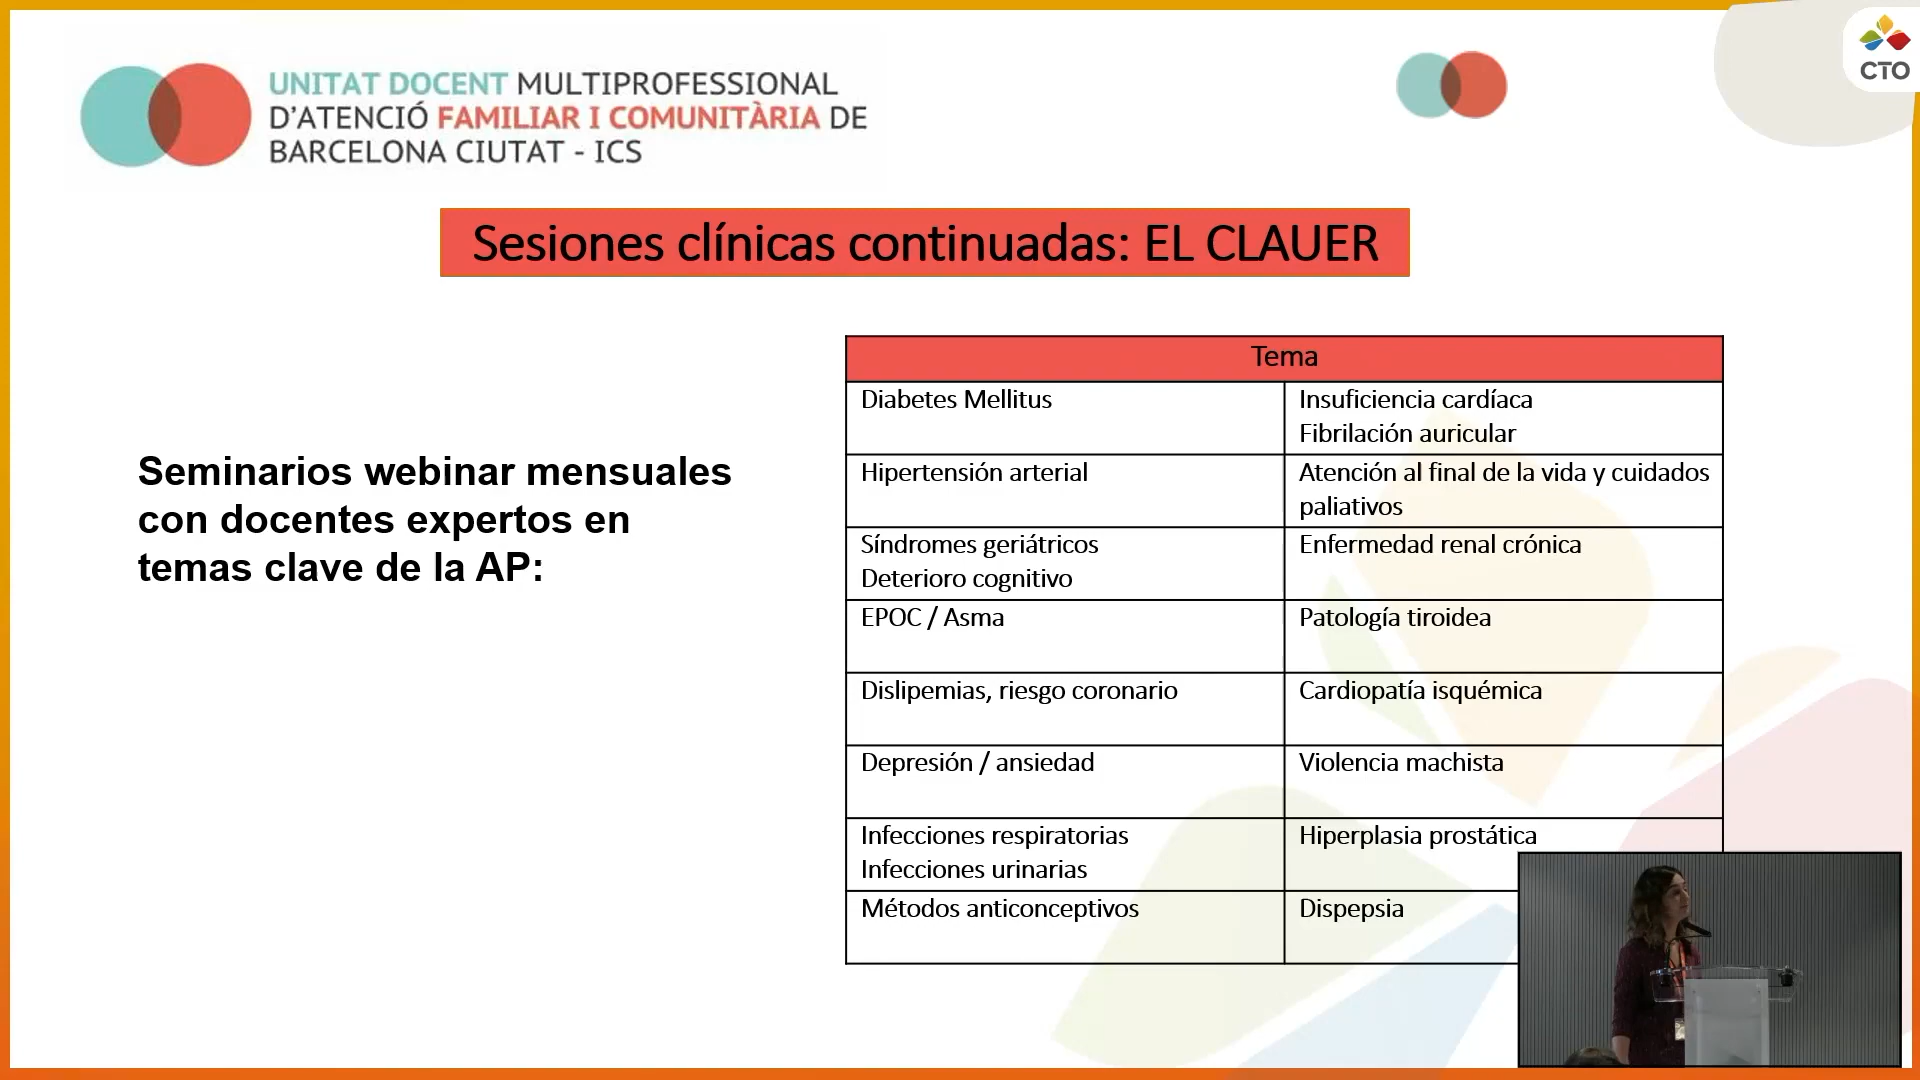 UNITAT DOCENT MULTIPROFESSIONAL
D'ATENCIÓ FAMILIAR I COMUNITÀRIA DE
BARCELONA CIUTAT - ICS
CTO
Sesiones clínicas continuadas: EL CLAUER
Seminarios webinar mensuales
con docentes expertos en
temas clave de la AP:
Tema
Diabetes Mellitus
Insuficiencia cardíaca
Fibrilación auricular
Hipertensión arterial
Atención al final de la vida y cuidados
paliativos
Síndromes geriátricos
Deterioro cognitivo
Enfermedad renal crónica
EPOC / Asma
Patología tiroidea
Dislipemias, riesgo coronario
Cardiopatía isquémica
Depresión / ansiedad
Violencia machista
Infecciones respiratorias
Infecciones urinarias
Hiperplasia prostática
Métodos anticonceptivos
Dispepsia